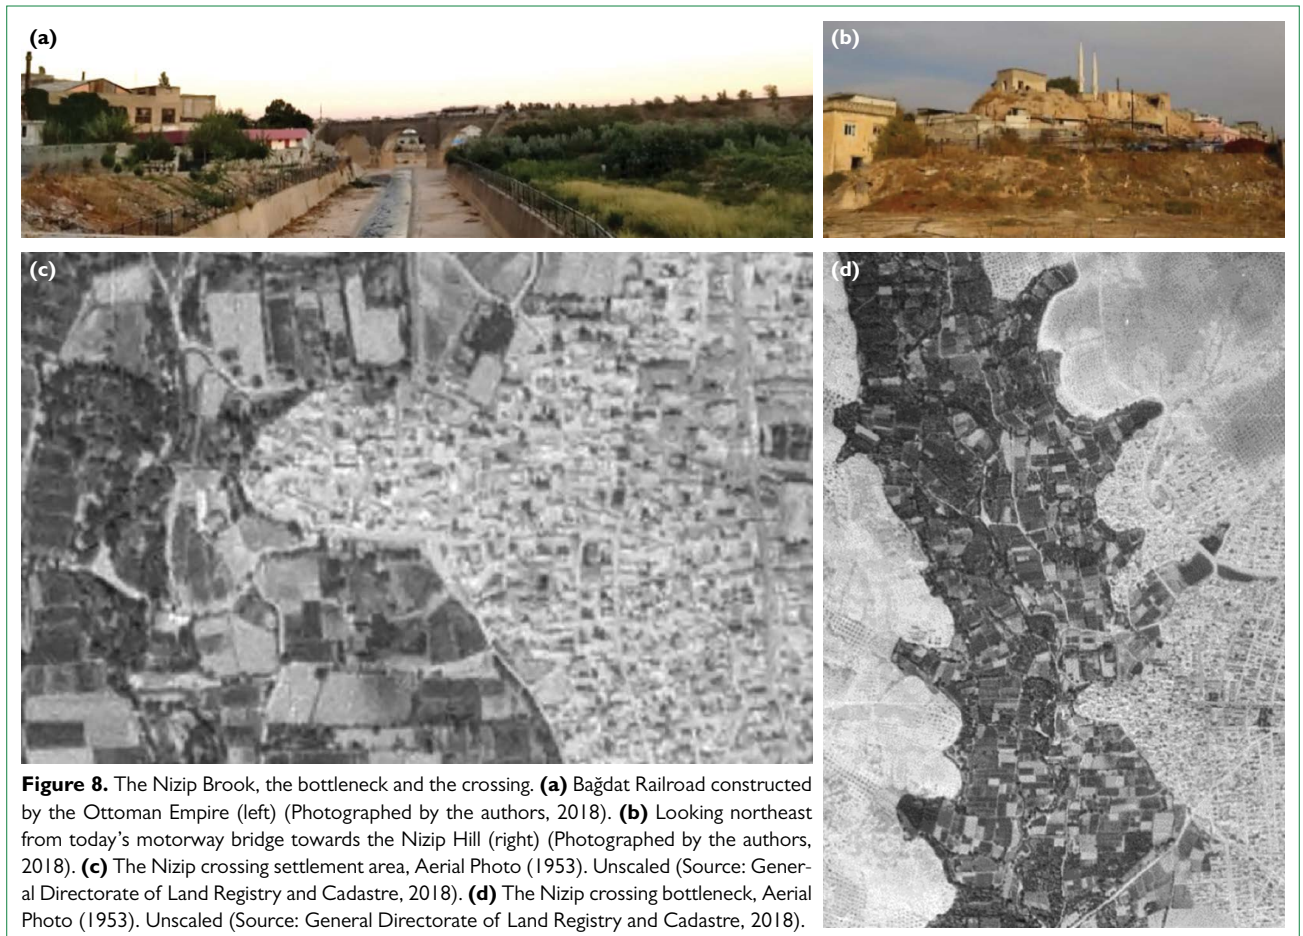 (a)
(b)
(c)
(d)
Figure 8. The Nizip Brook, the bottleneck and the crossing. (a) Bağdat Railroad constructed
by the Ottoman Empire (left) (Photographed by the authors, 2018). (b) Looking northeast
from today's motorway bridge towards the Nizip Hill (right) (Photographed by the authors,
2018). (c) The Nizip crossing settlement area, Aerial Photo (1953). Unscaled (Source: Gener-
al Directorate of Land Registry and Cadastre, 2018). (d) The Nizip crossing bottleneck, Aerial
Photo (1953). Unscaled (Source: General Directorate of Land Registry and Cadastre, 2018).